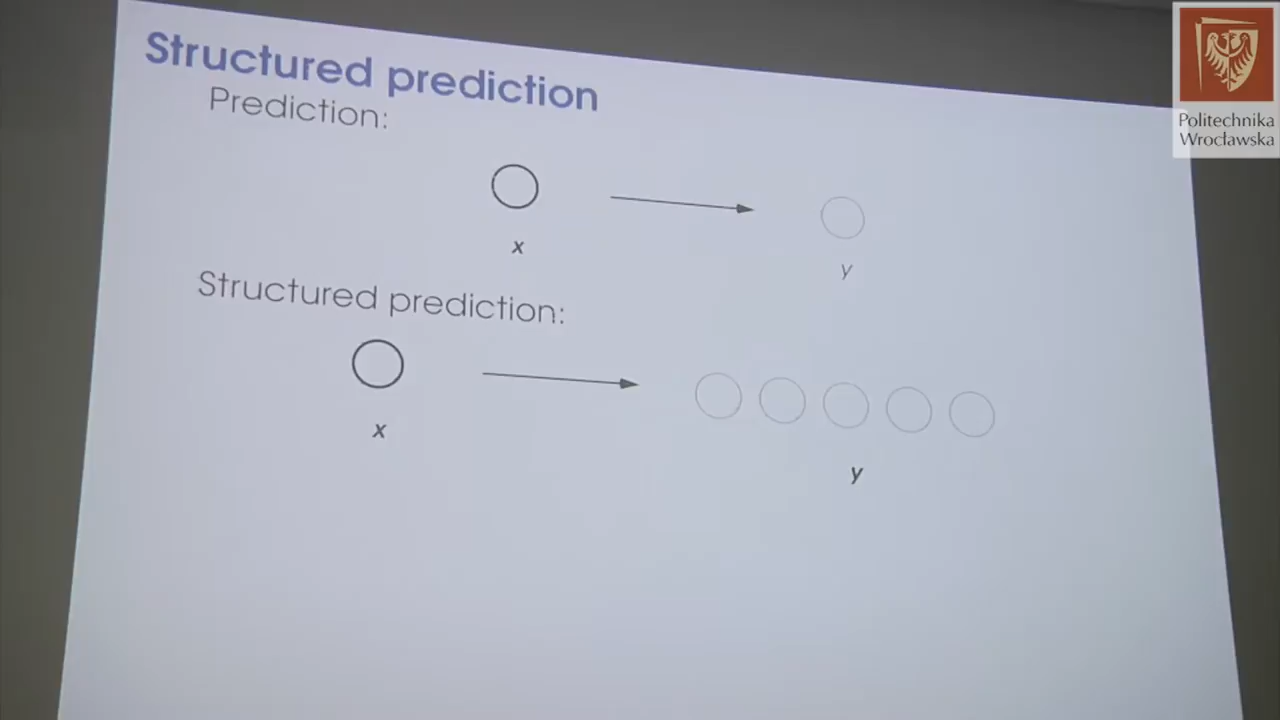 Structured prediction
Prediction:
x
y
Structured prediction:
x
y
Politechnika
Wrocławska